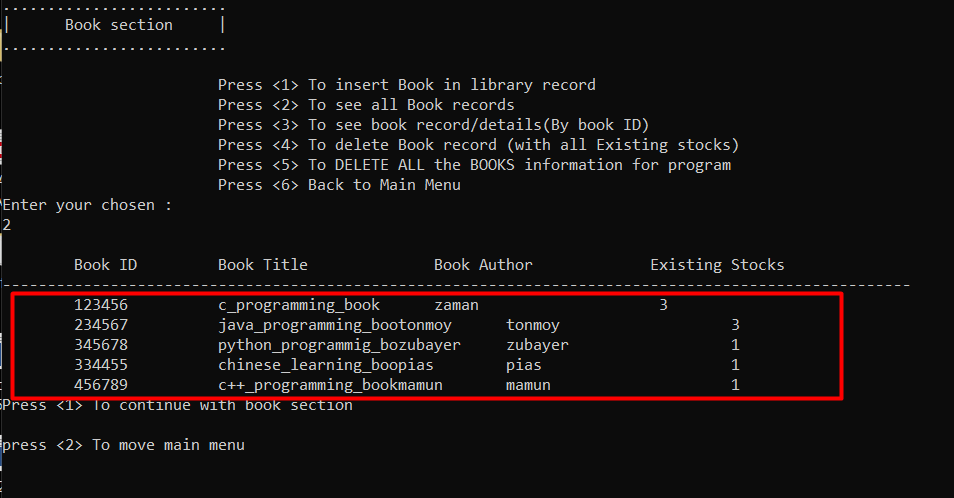 .........................
| Book section |
.........................
Press <1> To insert Book in library record
Press <2> To see all Book records
Press <3> To see book record/details(By book ID)
Press <4> To delete Book record (with all Existing stocks)
Press <5> To DELETE ALL the BOOKS information for program
Press <6> Back to Main Menu
Enter your chosen :
2
Book ID Book Title Book Author Existing Stocks
-----------------------------------------------------------------------------------------------------
123456 c_programming_book zaman 3
234567 java_programming_bootonmoy tonmoy 3
345678 python_programmig_bozubayer zubayer 1
334455 chinese_learning_boopias pias 1
456789 c++_programming_bookmamun mamun 1
Press <1> To continue with book section
press <2> To move main menu